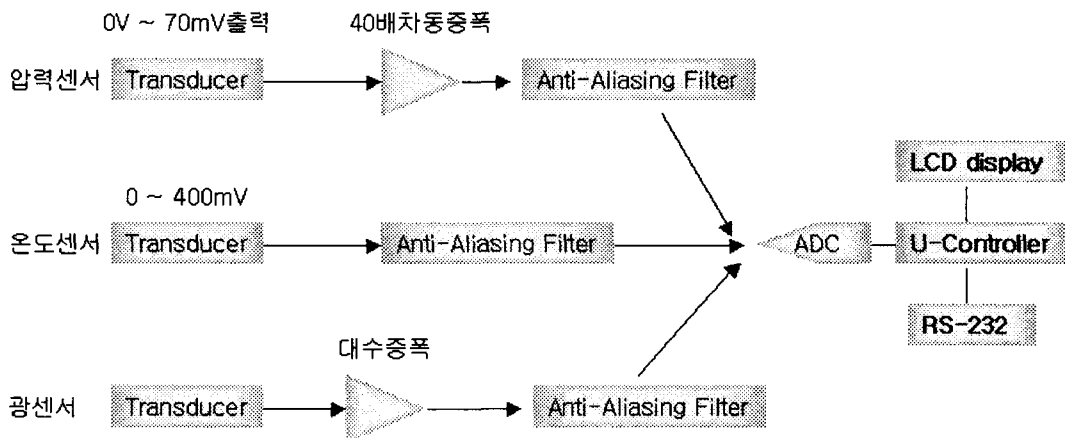 0V ~ 70mV출력
40배차동증폭
압력센서
Transducer
Anti-Aliasing Filter
LCD display
0 ~ 400mV
온도센서
Transducer
Anti-Aliasing Filter
ADC
U-Controller
RS-232
대수증폭
광센서
Transducer
Anti-Aliasing Filter